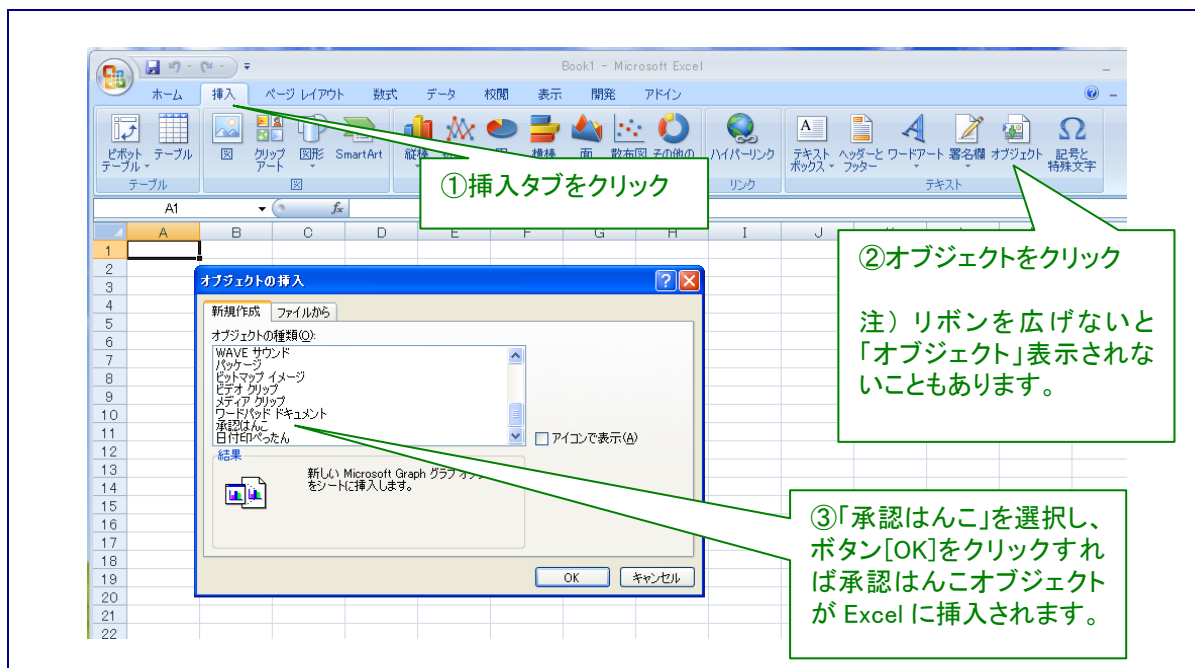 Book1 - Microsoft Excel
ホーム 挿入 ページ レイアウト 数式 データ 校閲 表示 開発 アドイン
ピボットテーブル テーブル 図 クリップアート 図形 SmartArt 縦棒 横棒 面 散布図 その他の ハイパーリンク テキストボックス ヘッダーとフッター ワードアート 署名欄 オブジェクト 記号と特殊文字
テーブル 図 リンク テキスト
①挿入タブをクリック
A1 fx
A B C D E F G H I J
1
2
3
4
5
6
7
8
9
10
11
12
13
14
15
16
17
18
19
20
21
22
②オブジェクトをクリック
注）リボンを広げないと
「オブジェクト」表示されな
いこともあります。
オブジェクトの挿入
新規作成 ファイルから
オブジェクトの種類(O):
WAVE サウンド
パッケージ
ビットマップ イメージ
ビデオ クリップ
メディア クリップ
ワードパッド ドキュメント
承認はんこ
日付印ぺったん
アイコンで表示(A)
結果
新しい Microsoft Graph グラフ
をシートに挿入します。
OK キャンセル
③「承認はんこ」を選択し、
ボタン[OK]をクリックすれ
ば承認はんこオブジェクト
が Excel に挿入されます。